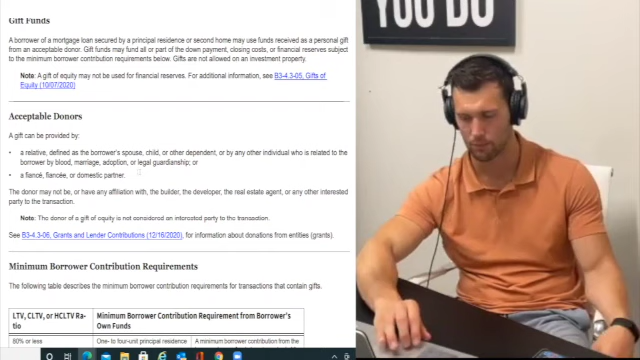 Gift Funds
A borrower of a mortgage loan secured by a principal residence or second home may use funds received as a personal gift
from an acceptable donor. Gift funds may fund all or part of the down payment, closing costs, or financial reserves subject
to the minimum borrower contribution requirements below. Gifts are not allowed on an investment property.
Note: A gift of equity may not be used for financial reserves. For additional information, see B3-4.3-05, Gifts of
Equity (10/07/2020)
Acceptable Donors
A gift can be provided by:
• a relative, defined as the borrower's spouse, child, or other dependent, or by any other individual who is related to the
borrower by blood, marriage, adoption, or legal guardianship; or
• a fiancé, fiancée, or domestic partner.
The donor may not be, or have any affiliation with, the builder, the developer, the real estate agent, or any other interested
party to the transaction.
Note: The donor of a gift of equity is not considered an interested party to the transaction.
See B3-4.3-06, Grants and Lender Contributions (12/16/2020), for information about donations from entities (grants).
Minimum Borrower Contribution Requirements
The following table describes the minimum borrower contribution requirements for transactions that contain gifts.
LTV, CLTV, or HCLTV Ra-
tio
Minimum Borrower Contribution Requirement from Borrower's
Own Funds
80% or less
One- to four-unit principal residence
A minimum borrower contribution from the
YOU DO